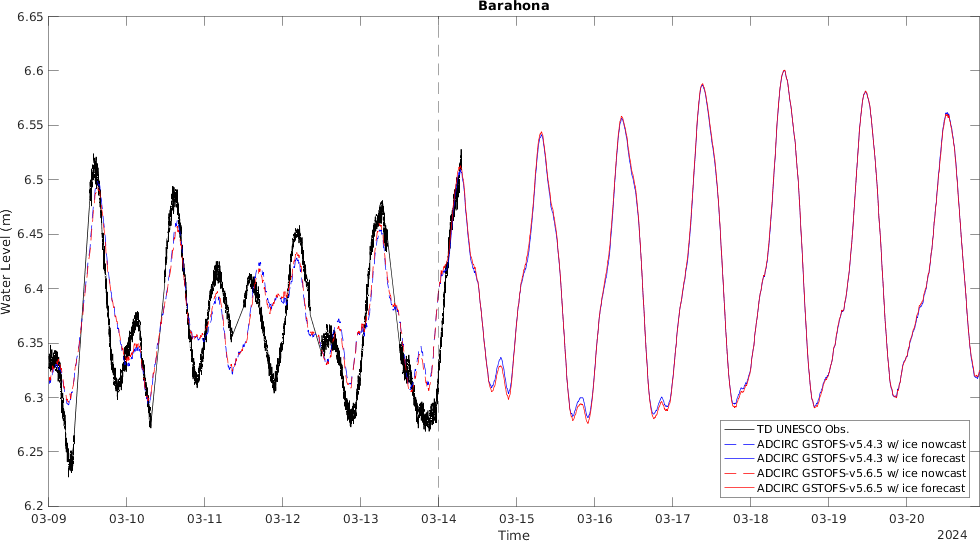 Barahona
6.65
6.6
6.55
6.5
6.45
6.4
6.35
6.3
6.25
6.2
Water Level (m)
TD UNESCO Obs.
ADCIRC GSTOFS-v5.4.3 w/ ice nowcast
ADCIRC GSTOFS-v5.4.3 w/ ice forecast
ADCIRC GSTOFS-v5.6.5 w/ ice nowcast
ADCIRC GSTOFS-v5.6.5 w/ ice forecast
03-09 03-10 03-11 03-12 03-13 03-14 03-15 03-16 03-17 03-18 03-19 03-20
Time
2024